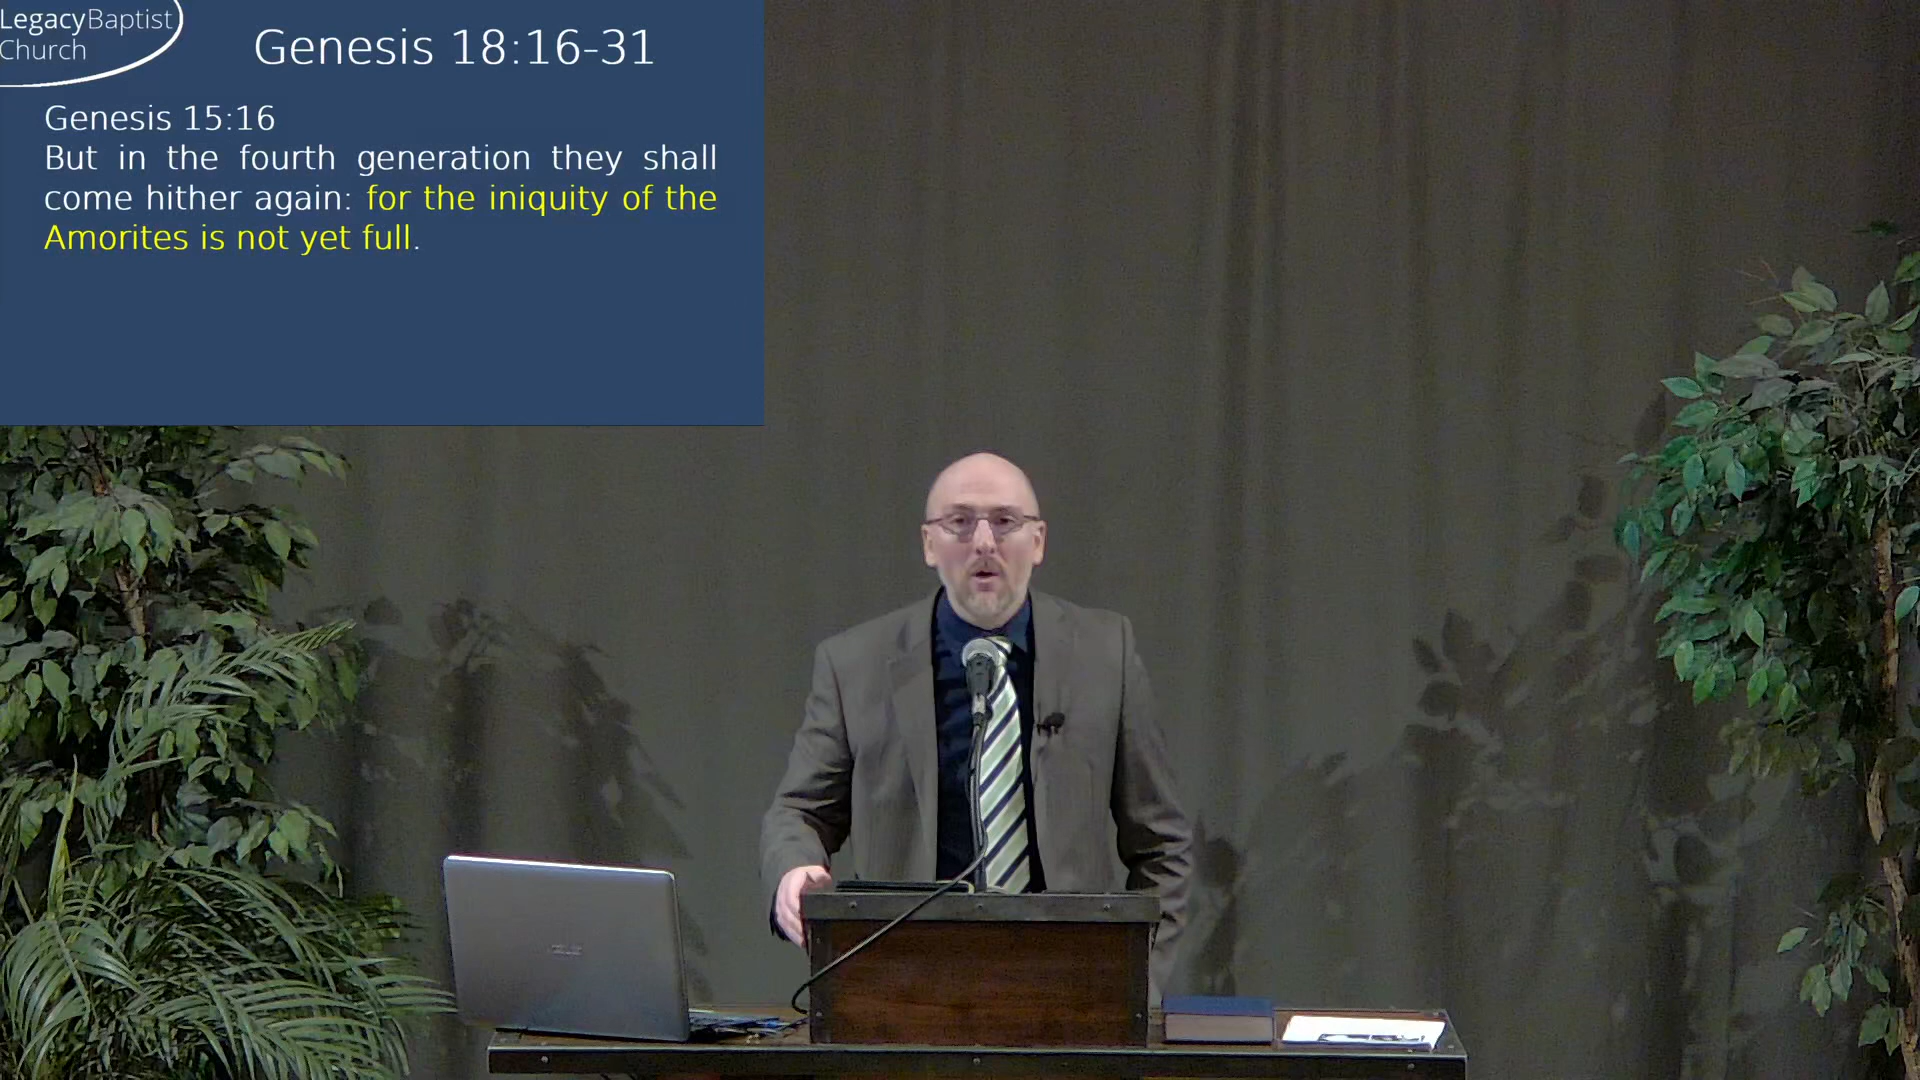 LegacyBaptist
Church
Genesis 18:16-31
Genesis 15:16
But in the fourth generation they shall
come hither again: for the iniquity of the
Amorites is not yet full.
ASUS